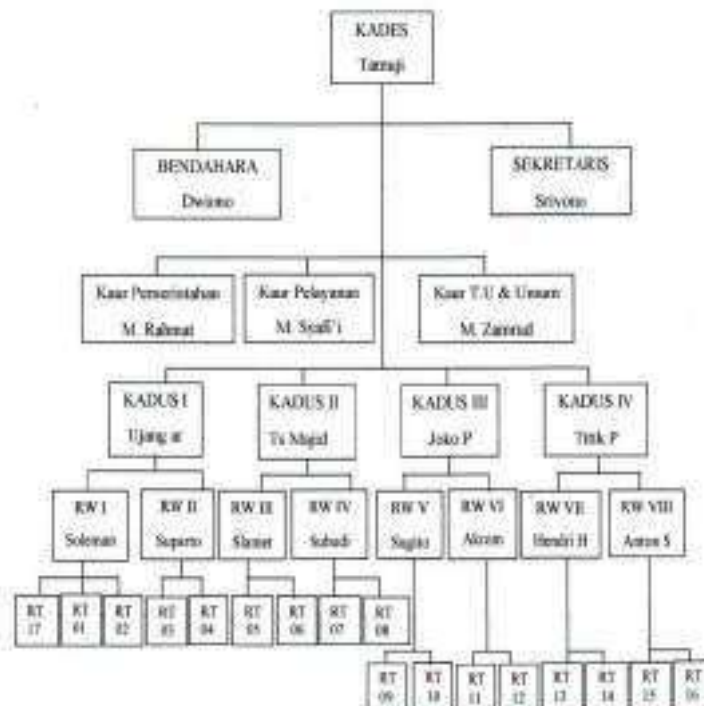 KADES
Tarmuji
BENDAHARA
SEKRETARIS
Kaur Pemerintahan
Kaur Pelayanan
Kaur T.U & Umum
M. Rahmat
M. Syafi'i
M.
KADUS I
KADUS II
KADUS III
KADUS IV
Ujang ar
Ts Majid
Joko P
Titik P
RW I
RW II
RW III
RW IV
RW V
RW VI
RW VII
RW VIII
Soleman
Suparto
Slamet
Subadi
Sugito
Akrom
Hendri H
Anton S
RT
17
RT
01
RT
02
RT
03
RT
04
RT
05
RT
06
RT
07
RT
08
RT
09
RT
10
RT
11
RT
12
RT
13
RT
14
RT
15
RT
16